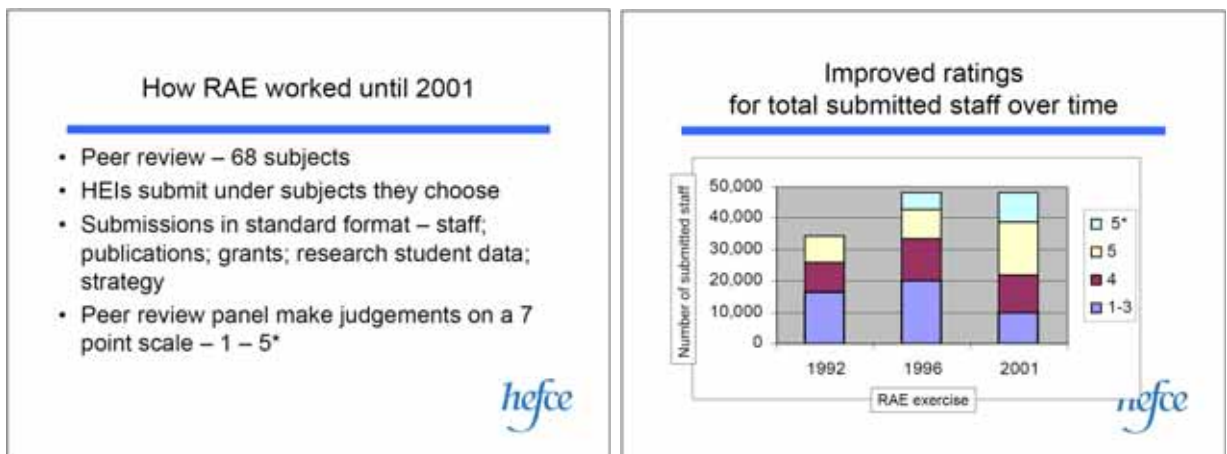 How RAE worked until 2001
• Peer review – 68 subjects
• HEIs submit under subjects they choose
• Submissions in standard format – staff;
publications; grants; research student data;
strategy
• Peer review panel make judgements on a 7
point scale – 1 – 5*
hefce
Improved ratings
for total submitted staff over time
Number of submitted staff
50,000
40,000
30,000
20,000
10,000
0
1992
1996
2001
RAE exercise
5*
5
4
1-3
hefce